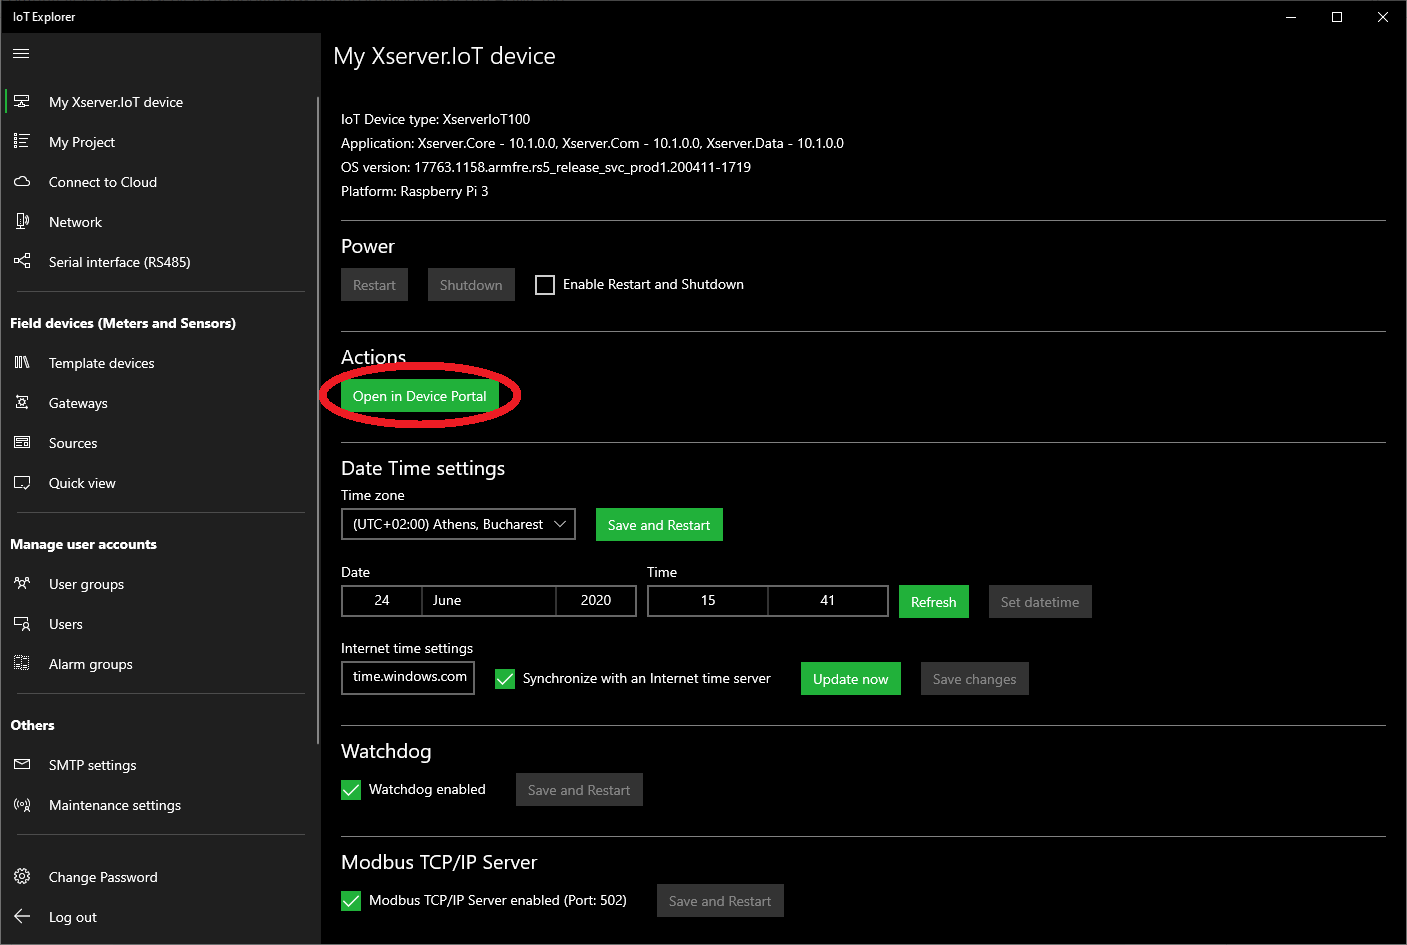 IoT Explorer
My Xserver.IoT device
My Project
Connect to Cloud
Network
Serial interface (RS485)
Field devices (Meters and Sensors)
Template devices
Gateways
Sources
Quick view
Manage user accounts
User groups
Users
Alarm groups
Others
SMTP settings
Maintenance settings
Change Password
Log out
My Xserver.IoT device
IoT Device type: XserverIoT100
Application: Xserver.Core - 10.1.0.0, Xserver.Com - 10.1.0.0, Xserver.Data - 10.1.0.0
OS version: 17763.1158.armfre.rs5_release_svc_prod1.200411-1719
Platform: Raspberry Pi 3
Power
Restart Shutdown Enable Restart and Shutdown
Actions
Open in Device Portal
Date Time settings
Time zone
(UTC+02:00) Athens, Bucharest Save and Restart
Date Time
24 June 2020 15 41 Refresh Set datetime
Internet time settings
time.windows.com Synchronize with an Internet time server Update now Save changes
Watchdog
Watchdog enabled Save and Restart
Modbus TCP/IP Server
Modbus TCP/IP Server enabled (Port: 502) Save and Restart